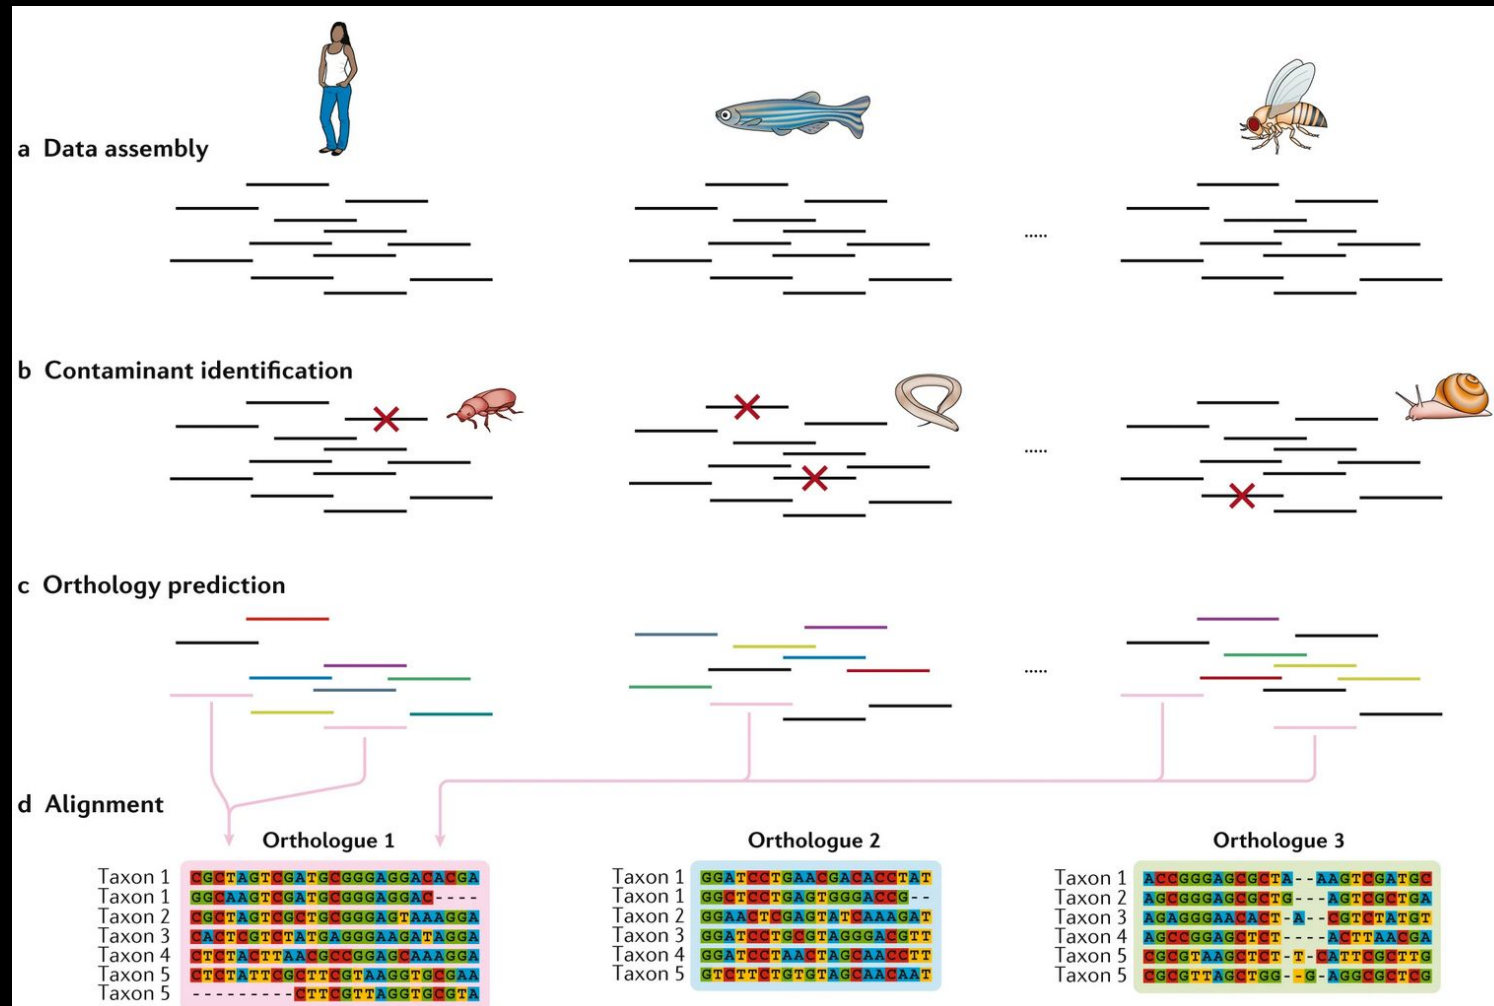 a Data assembly
.....
b Contaminant identification
.....
c Orthology prediction
.....
d Alignment
Orthologue 1
Taxon 1 CGCTAGTCGATGCGGGAGGACACGA
Taxon 1 GGCAAGTCGATGCGGGAGGAC----
Taxon 2 CGCTAGTCGCTGCGGGAGTAAAGGA
Taxon 3 CACTCGTCTATGAGGGAAGATAGGA
Taxon 4 CTCTACTTAACGCCGGAGCAAAGGA
Taxon 5 CTCTATTCGCTTCGTAAGGTGCGAA
Taxon 5 ---------CTTCGTTAGGTGCGTA
Orthologue 2
Taxon 1 GGATCCTGAACGACACCTAT
Taxon 1 GGCTCCTGAGTGGGACCG--
Taxon 2 GGAACTCGAGTATCAAAGAT
Taxon 3 GGATCCTGCGTAGGGACGTT
Taxon 4 GGATCCTAACTAGCAACCTT
Taxon 5 GTCTTCTGTGTAGCAACAAT
Orthologue 3
Taxon 1 ACCGGGAGCGCTA--AAGTCGATGC
Taxon 2 AGCGGGAGCGCTG---AGTCGCTGA
Taxon 3 AGAGGGAACACT-A--CGTCTATGT
Taxon 4 AGCCGGAGCTCT----ACTTAACGA
Taxon 5 CGCGTAAGCTCT-T-CATTCGCTTG
Taxon 5 CGCGTTAGCTGG--G-AGGCGCTCG